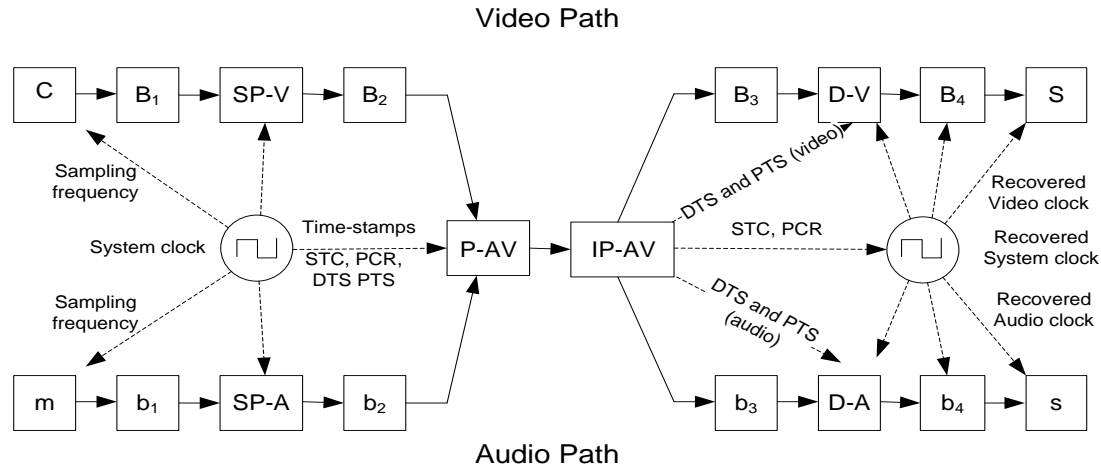 Video Path
C
B₁
SP-V
B₂
B₃
D-V
B₄
S
Sampling
frequency
DTS and PTS (video)
Recovered
Video clock
System clock
Time-stamps
STC, PCR,
DTS PTS
P-AV
IP-AV
STC, PCR
Recovered
System clock
Sampling
frequency
DTS and PTS
(audio)
Recovered
Audio clock
m
b₁
SP-A
b₂
b₃
D-A
b₄
s
Audio Path